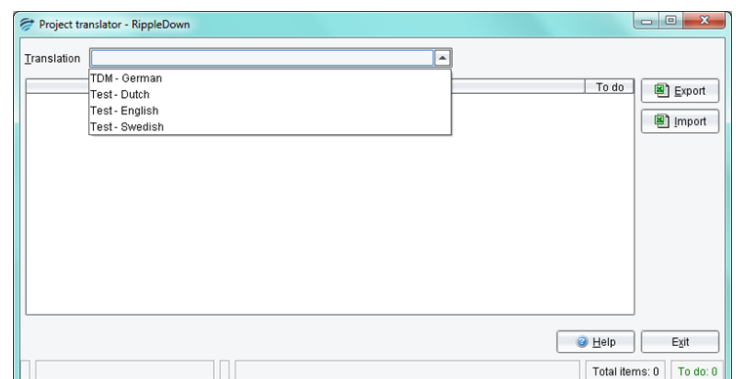 Project translator - RippleDown
Translation
TDM - German
Test - Dutch
Test - English
Test - Swedish
To do
Export
Import
Help
Exit
Total items: 0
To do: 0